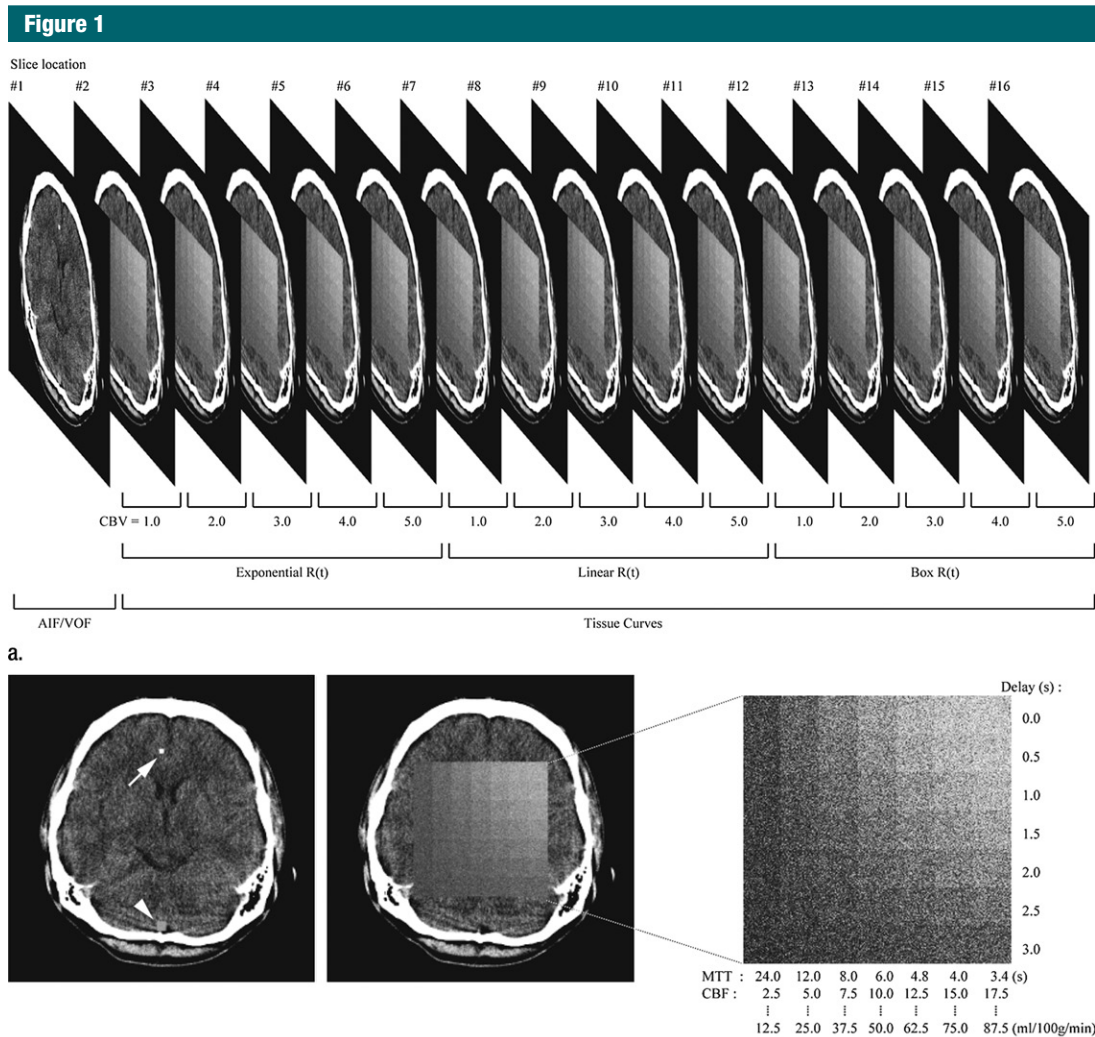 Figure 1
Slice location
#1 #2 #3 #4 #5 #6 #7 #8 #9 #10 #11 #12 #13 #14 #15 #16
CBV = 1.0 2.0 3.0 4.0 5.0 1.0 2.0 3.0 4.0 5.0 1.0 2.0 3.0 4.0 5.0
Exponential R(t) Linear R(t) Box R(t)
AIF/VOF Tissue Curves
a.
Delay (s) :
0.0
0.5
1.0
1.5
2.0
2.5
3.0
MTT : 24.0 12.0 8.0 6.0 4.8 4.0 3.4 (s)
CBF : 2.5 5.0 7.5 10.0 12.5 15.0 17.5
12.5 25.0 37.5 50.0 62.5 75.0 87.5 (ml/100g/min)